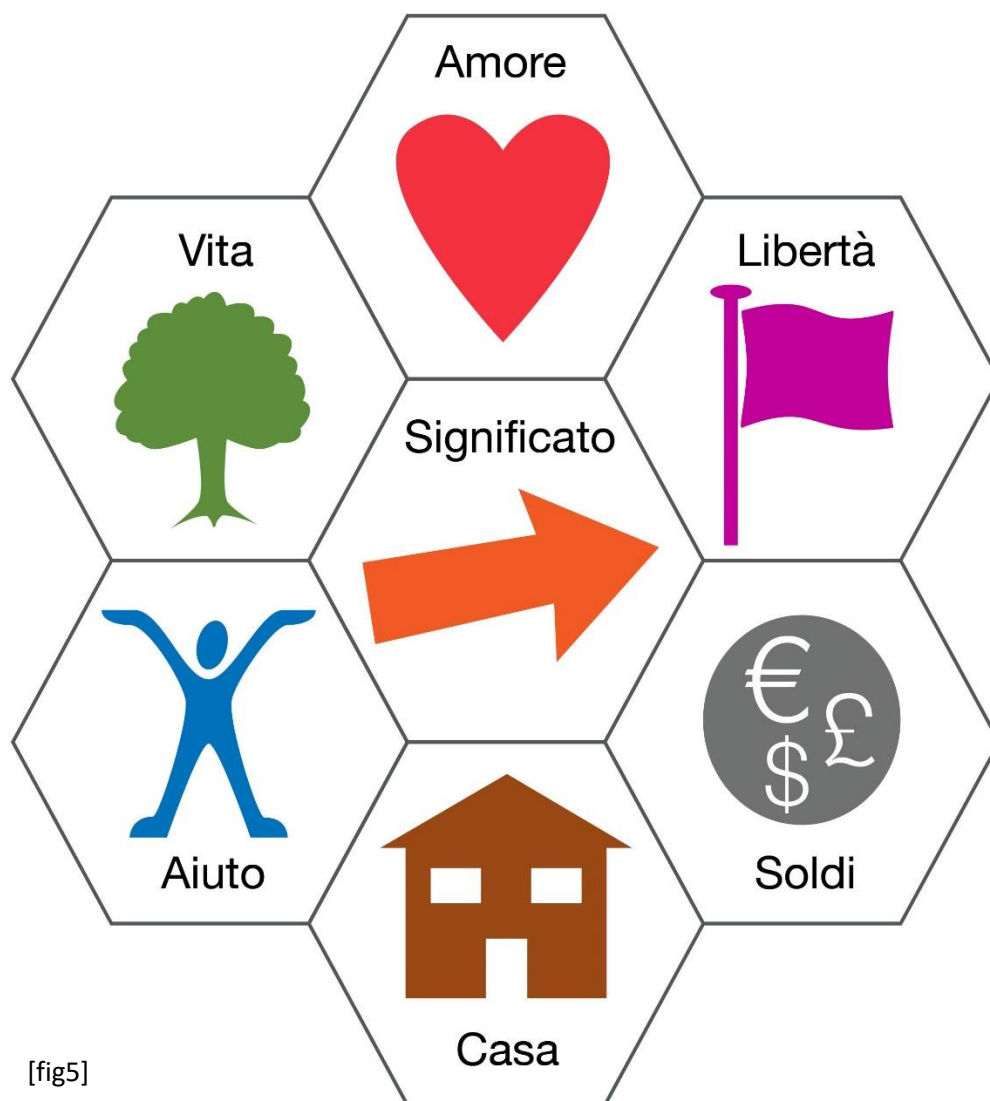 Amore
Vita
Libertà
Significato
€
£
$
Aiuto
Soldi
Casa
[fig5]